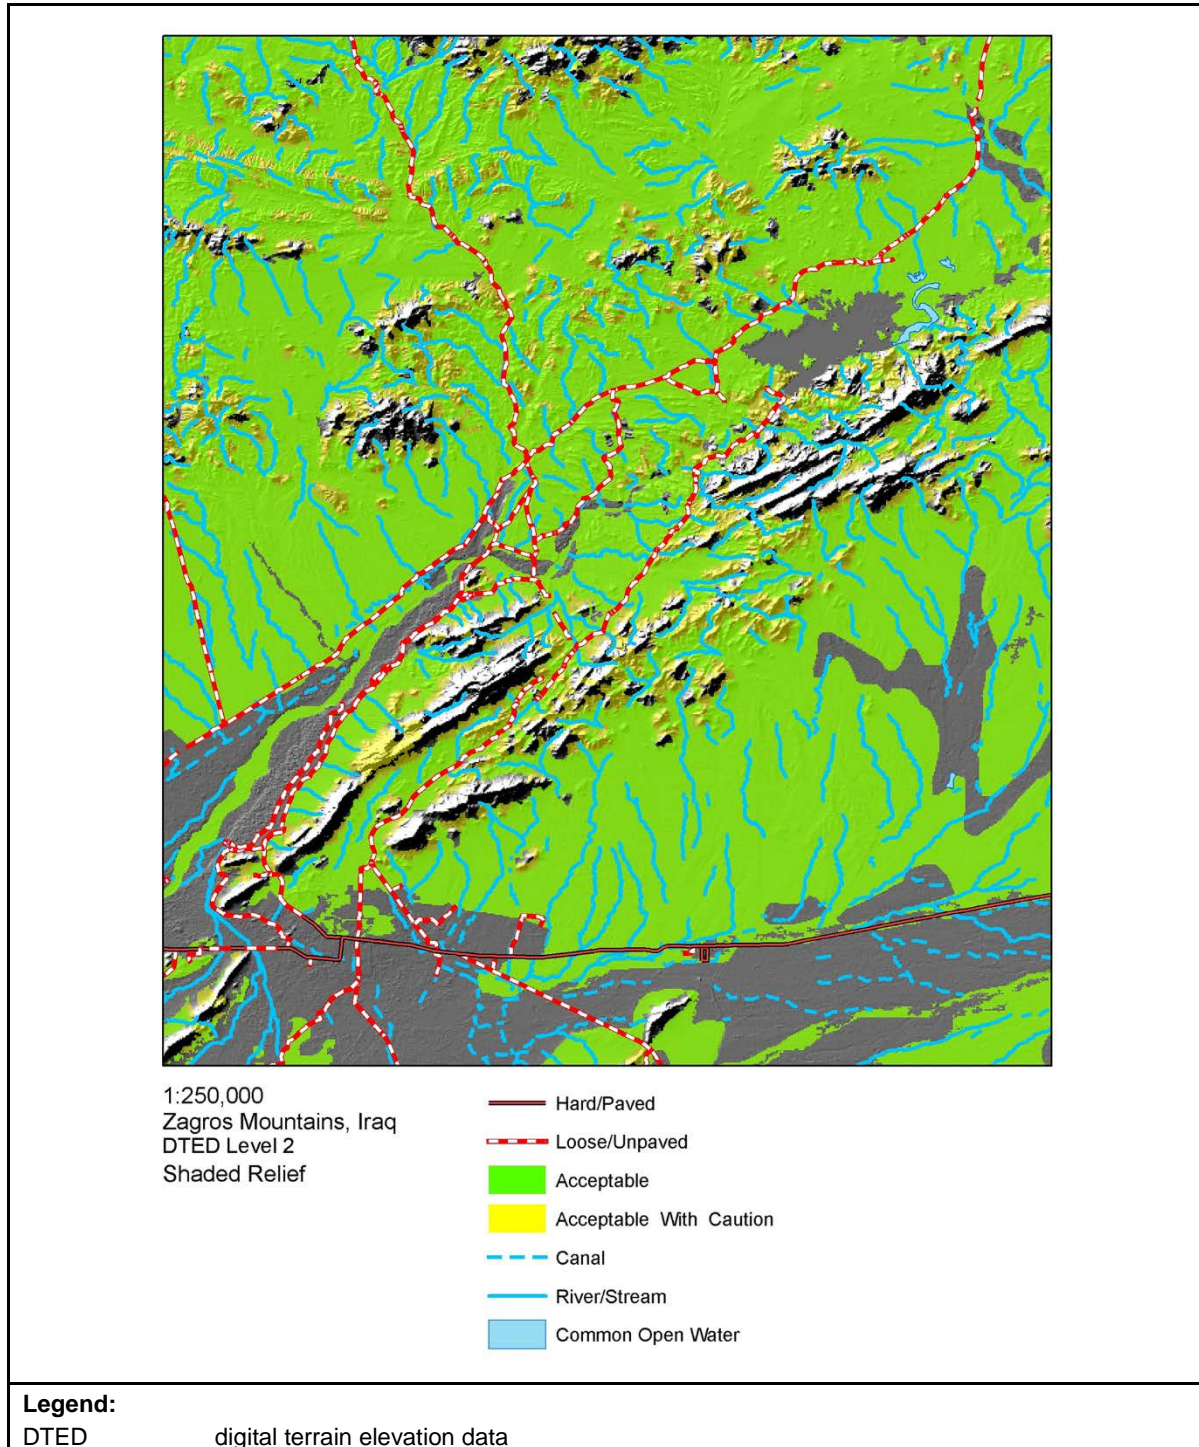 1:250,000
Zagros Mountains, Iraq
DTED Level 2
Shaded Relief
Hard/Paved
Loose/Unpaved
Acceptable
Acceptable With Caution
Canal
River/Stream
Common Open Water
Legend:
DTED digital terrain elevation data